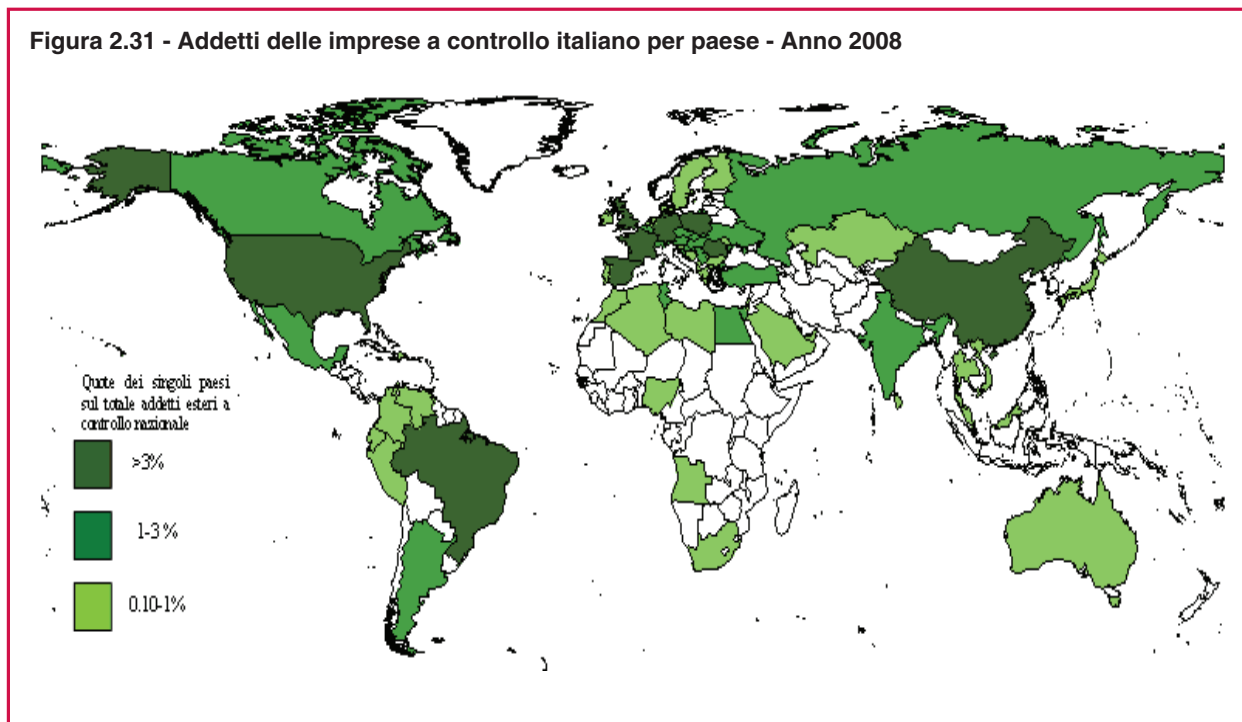 Figura 2.31 - Addetti delle imprese a controllo italiano per paese - Anno 2008
Quote dei singoli paesi
sul totale addetti esteri a
controllo nazionale
>3%
1-3 %
0.10-1%